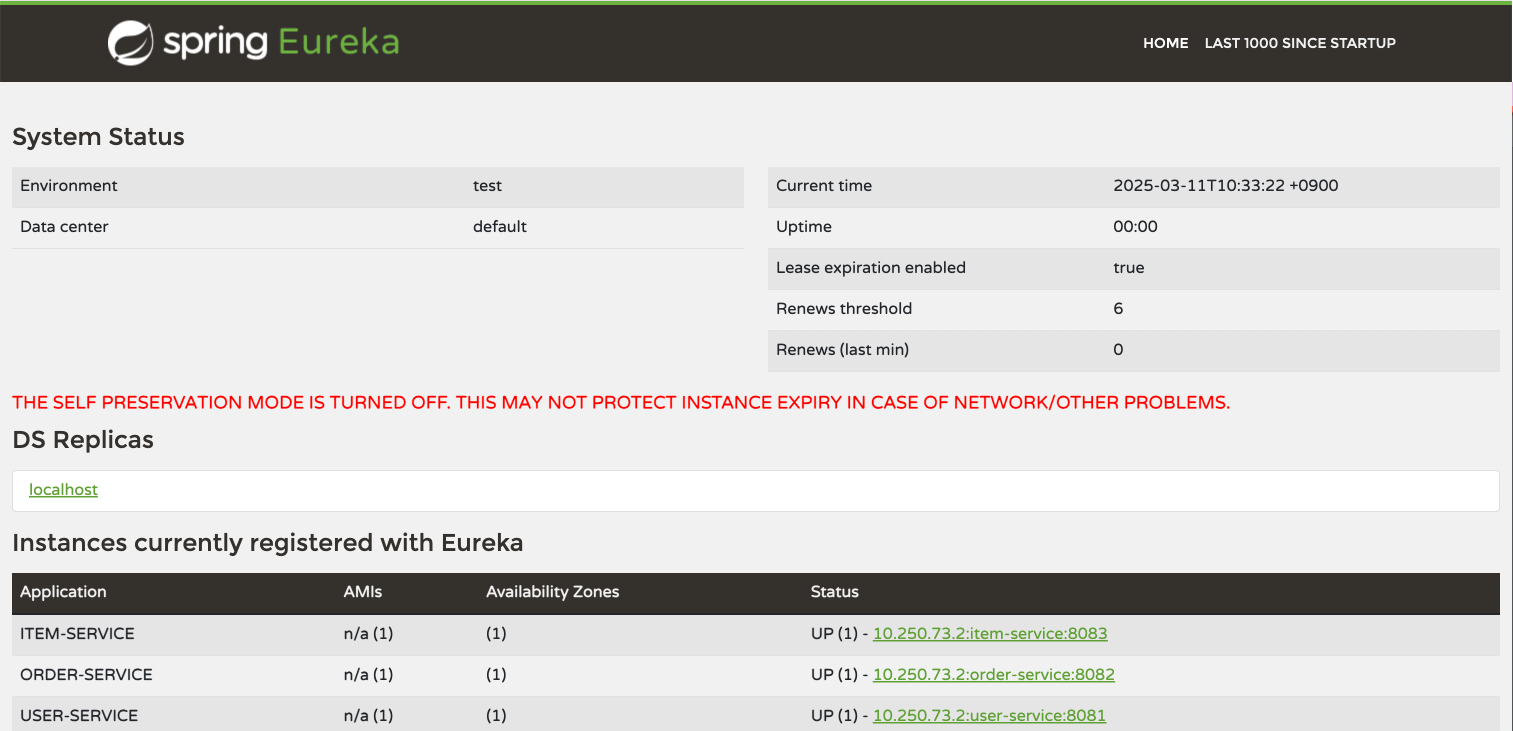 spring Eureka
HOME LAST 1000 SINCE STARTUP
System Status
Environment test
Data center default
Current time 2025-03-11T10:33:22 +0900
Uptime 00:00
Lease expiration enabled true
Renews threshold 6
Renews (last min) 0
THE SELF PRESERVATION MODE IS TURNED OFF. THIS MAY NOT PROTECT INSTANCE EXPIRY IN CASE OF NETWORK/OTHER PROBLEMS.
DS Replicas
localhost
Instances currently registered with Eureka
Application AMIs Availability Zones Status
ITEM-SERVICE n/a (1) (1) UP (1) - 10.250.73.2:item-service:8083
ORDER-SERVICE n/a (1) (1) UP (1) - 10.250.73.2:order-service:8082
USER-SERVICE n/a (1) (1) UP (1) - 10.250.73.2:user-service:8081